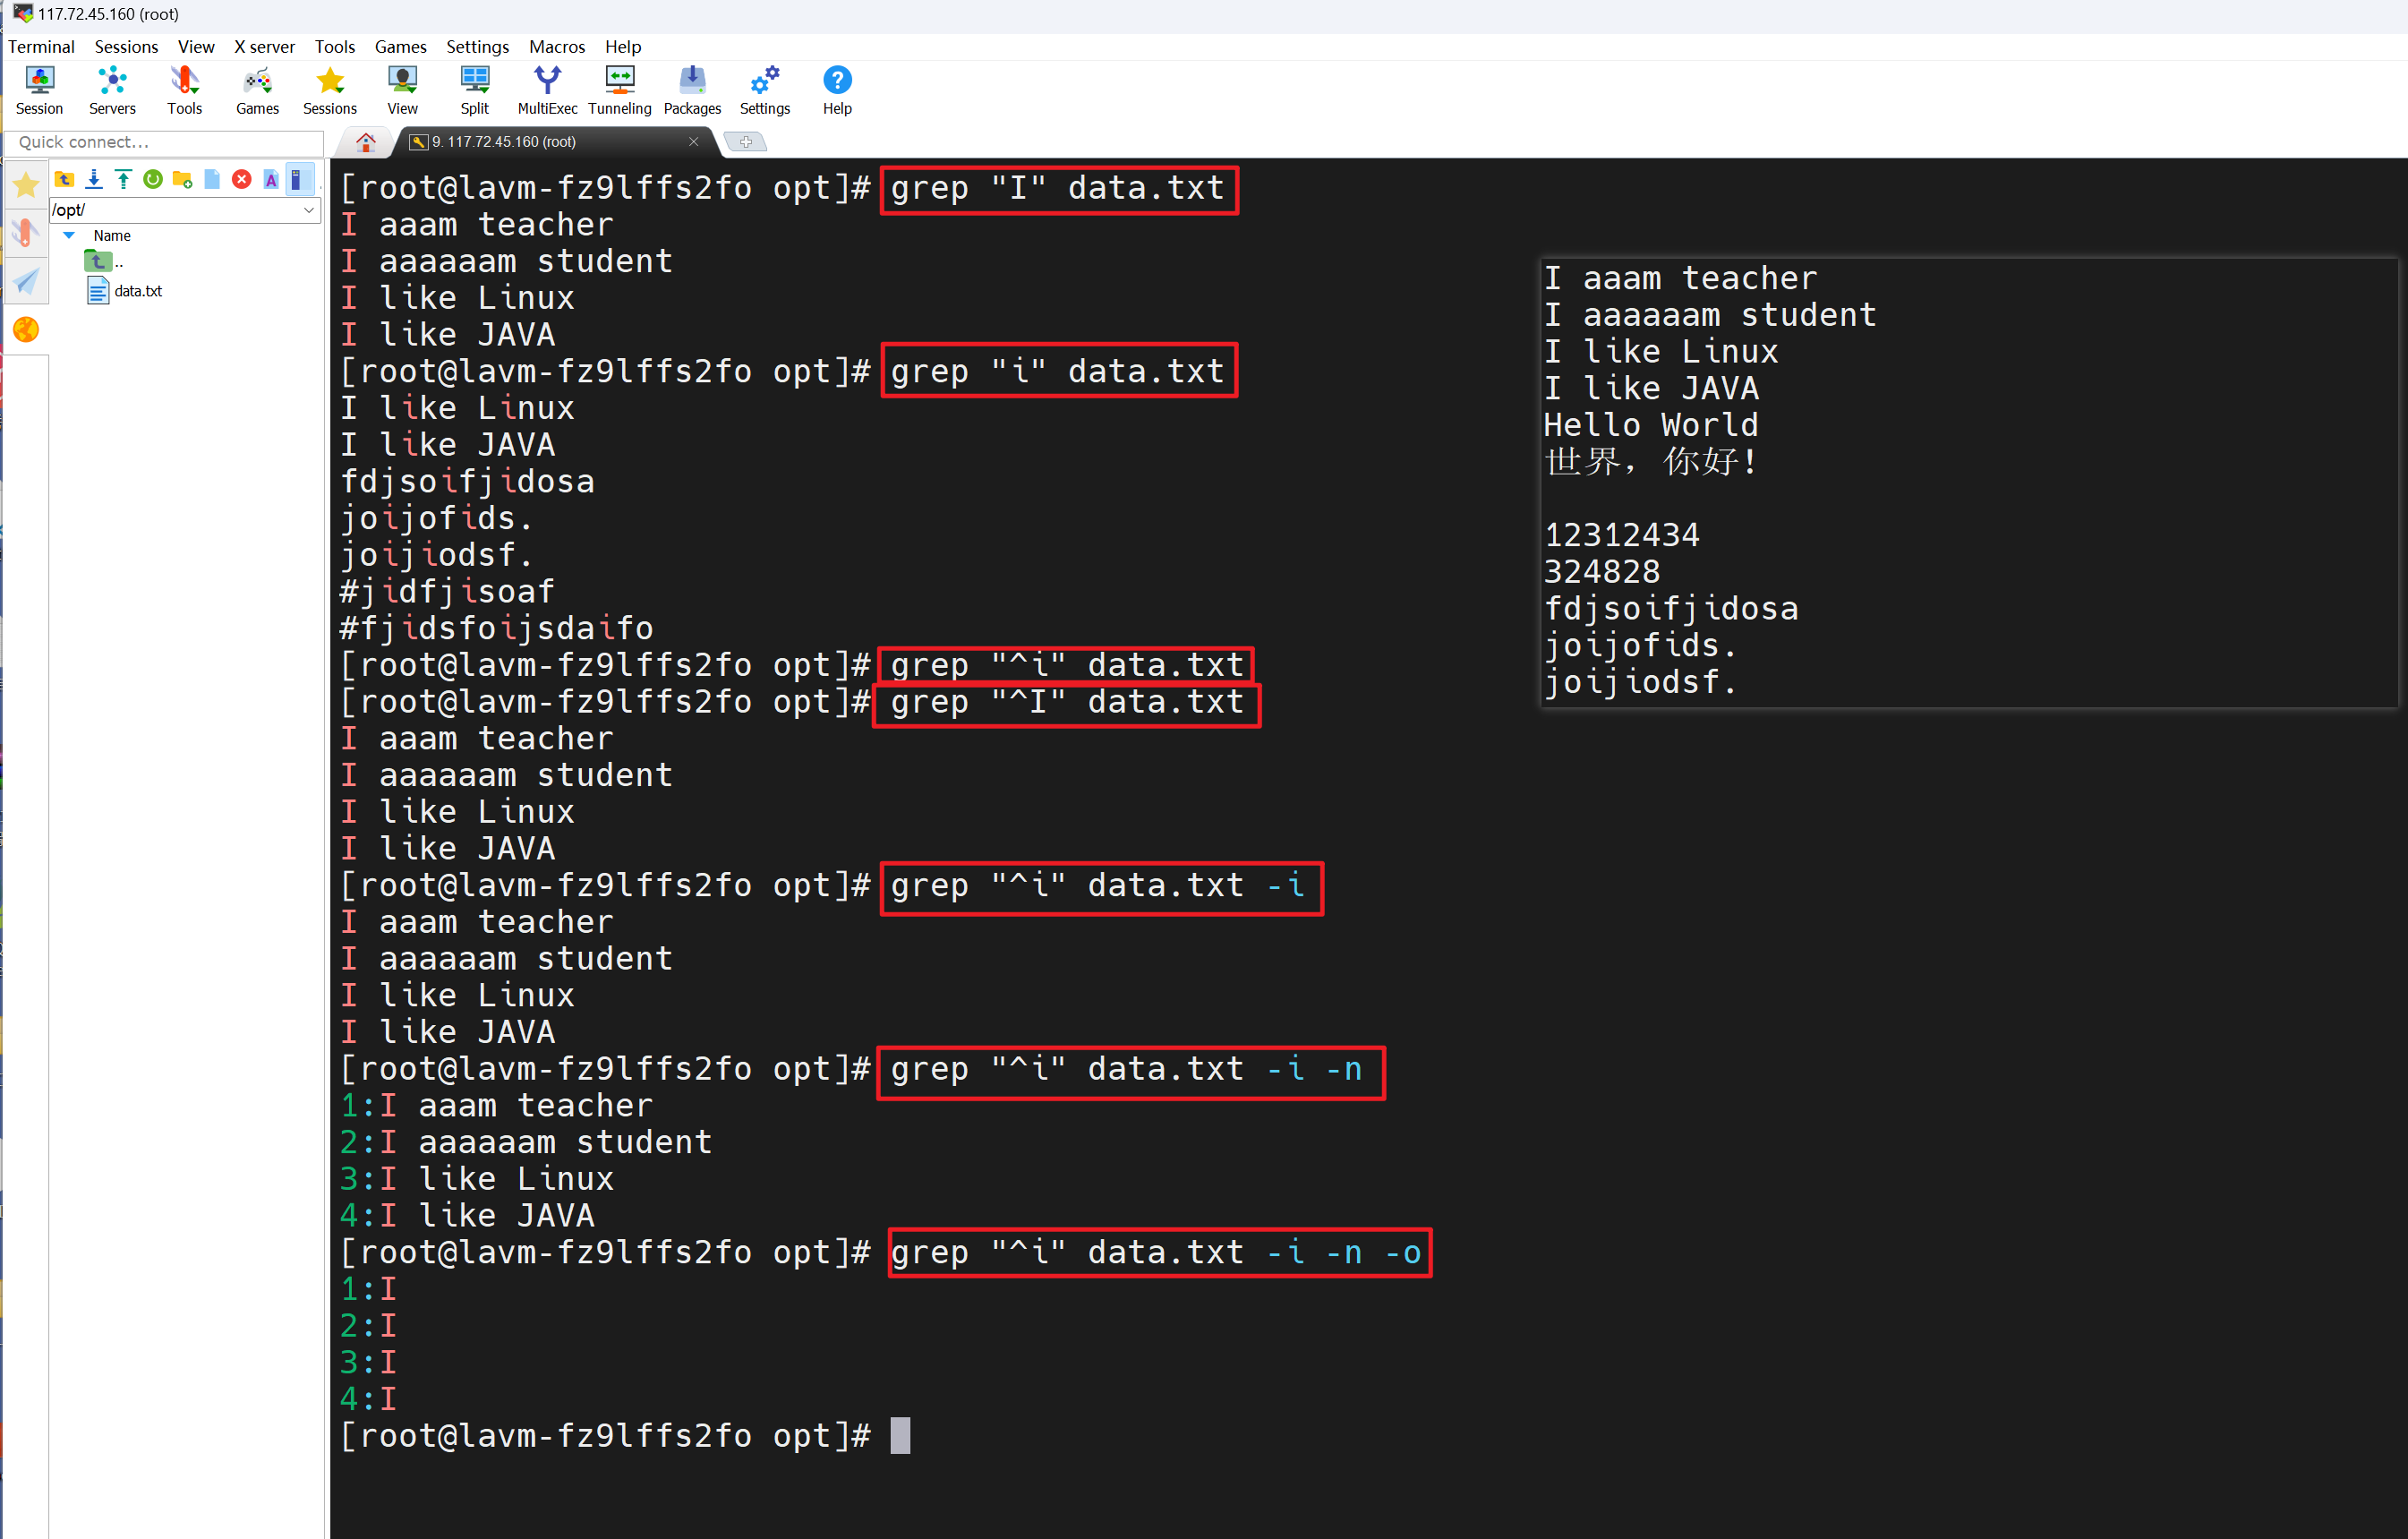 117.72.45.160 (root)
Terminal Sessions View X server Tools Games Settings Macros Help
Session Servers Tools Games Sessions View Split MultiExec Tunneling Packages Settings Help
Quick connect...
9. 117.72.45.160 (root)
/opt/
Name
..
data.txt
[root@lavm-fz9lffs2fo opt]# grep "I" data.txt
I aaam teacher
I aaaaaam student
I like Linux
I like JAVA
[root@lavm-fz9lffs2fo opt]# grep "i" data.txt
I like Linux
I like JAVA
fdjsoifjidosa
joijofids.
joijiodsf.
#jidfjisoaf
#fjidsfoijsdaifo
[root@lavm-fz9lffs2fo opt]# grep "^i" data.txt
[root@lavm-fz9lffs2fo opt]# grep "^I" data.txt
I aaam teacher
I aaaaaam student
I like Linux
I like JAVA
[root@lavm-fz9lffs2fo opt]# grep "^i" data.txt -i
I aaam teacher
I aaaaaam student
I like Linux
I like JAVA
[root@lavm-fz9lffs2fo opt]# grep "^i" data.txt -i -n
1:I aaam teacher
2:I aaaaaam student
3:I like Linux
4:I like JAVA
[root@lavm-fz9lffs2fo opt]# grep "^i" data.txt -i -n -o
1:I
2:I
3:I
4:I
[root@lavm-fz9lffs2fo opt]#
I aaam teacher
I aaaaaam student
I like Linux
I like JAVA
Hello World
世界，你好!
12312434
324828
fdjsoifjidosa
joijofids.
joijiodsf.